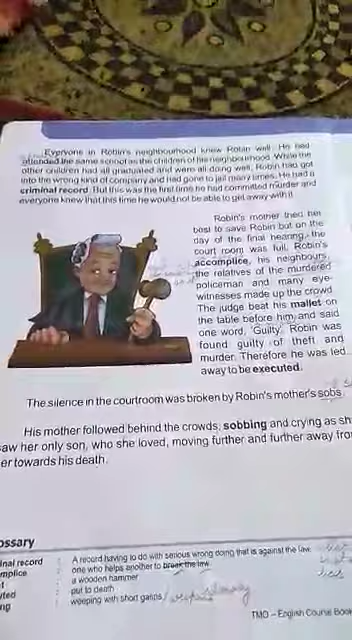 Everyone in Robin's neighbourhood knew Robin well. He had
attended the same school as the children of his neighbourhood. While the
other children had all graduated and were all doing well, Robin had got
into the wrong kind of company and had gone to jail many times. He had a
criminal record. But this was the first time he had committed murder and
everyone knew that this time he would not be able to get away with it.
Robin's mother tried her
best to save Robin but on the
day of the final hearing, the
court room was full. Robin's
accomplice, his neighbours,
the relatives of the murdered
policeman and many eye-
witnesses made up the crowd.
The judge beat his mallet on
the table before him and said
one word, 'Guilty'. Robin was
found guilty of theft and
murder. Therefore he was led
away to be executed.
The silence in the courtroom was broken by Robin's mother's sobs.
His mother followed behind the crowds, sobbing and crying as sh
saw her only son, who she loved, moving further and further away fro
er towards his death.
ossary
inal record : A record having to do with serious wrong doing that is against the law.
mplice : one who helps another to break the law.
t : a wooden hammer
uted : put to death
ng : weeping with short gasps
TMD – English Course Book